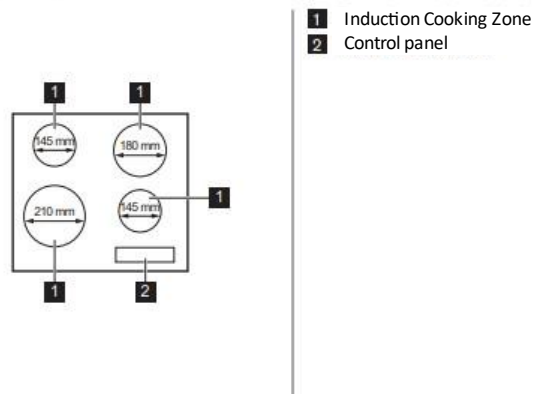 1 Induction Cooking Zone
2 Control panel
1 1
145 mm 180 mm
210 mm 145 mm 1
1 2